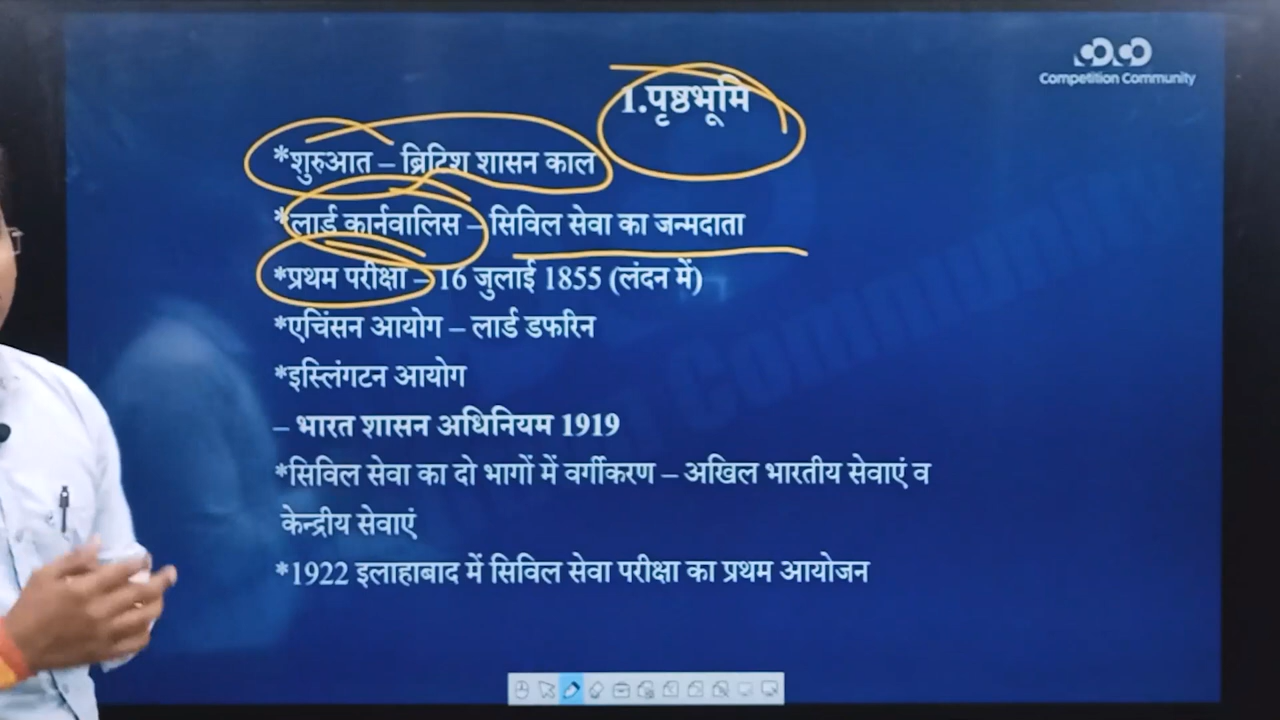 Competition Community
1.पृष्ठभूमि
*शुरुआत – ब्रिटिश शासन काल
*लार्ड कार्नवालिस – सिविल सेवा का जन्मदाता
*प्रथम परीक्षा – 16 जुलाई 1855 (लंदन में)
*एचिंसन आयोग – लार्ड डफरिन
*इस्लिंगटन आयोग
– भारत शासन अधिनियम 1919
*सिविल सेवा का दो भागों में वर्गीकरण – अखिल भारतीय सेवाएं व
केन्द्रीय सेवाएं
*1922 इलाहाबाद में सिविल सेवा परीक्षा का प्रथम आयोजन